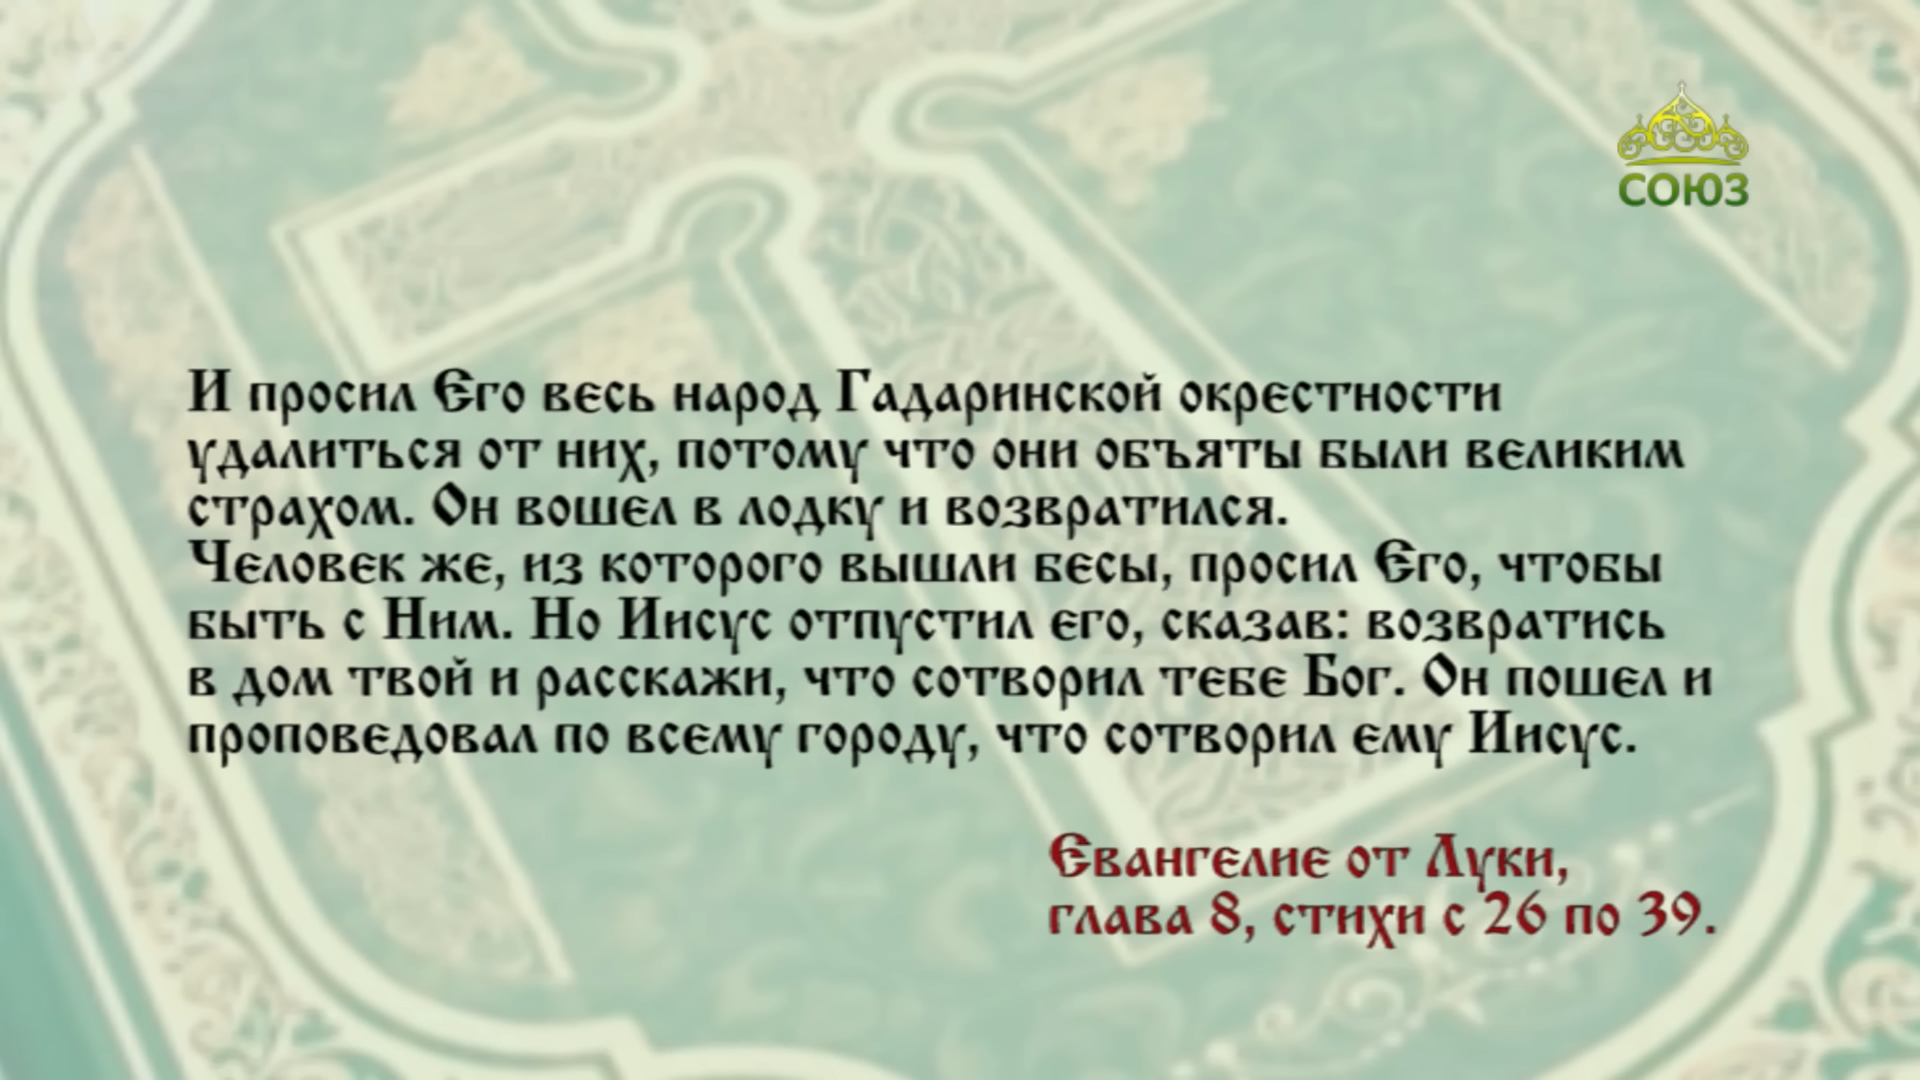 СОЮЗ
И просил Его весь народ Гадаринской окрестности
удалиться от них, потому что они объяты были великим
страхом. Он вошел в лодку и возвратился.
Человек же, из которого вышли бесы, просил Его, чтобы
быть с Ним. Но Иисус отпустил его, сказав: возвратись
в дом твой и расскажи, что сотворил тебе Бог. Он пошел и
проповедовал по всему городу, что сотворил ему Иисус.
Евангелие от Луки,
глава 8, стихи с 26 по 39.